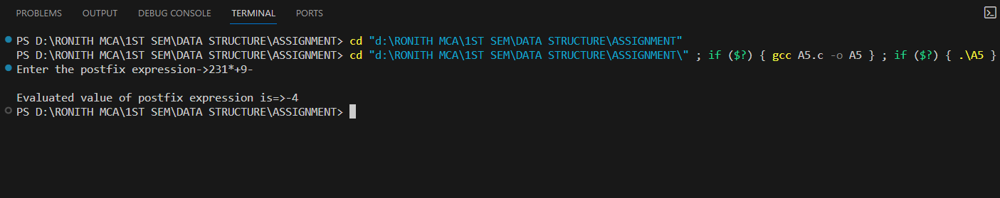 PROBLEMS OUTPUT DEBUG CONSOLE TERMINAL PORTS
PS D:\RONITH MCA\1ST SEM\DATA STRUCTURE\ASSIGNMENT> cd "d:\RONITH MCA\1ST SEM\DATA STRUCTURE\ASSIGNMENT"
PS D:\RONITH MCA\1ST SEM\DATA STRUCTURE\ASSIGNMENT> cd "d:\RONITH MCA\1ST SEM\DATA STRUCTURE\ASSIGNMENT\" ; if ($?) { gcc A5.c -o A5 } ; if ($?) { .\A5 }
Enter the postfix expression->231*+9-
Evaluated value of postfix expression is=>-4
PS D:\RONITH MCA\1ST SEM\DATA STRUCTURE\ASSIGNMENT>